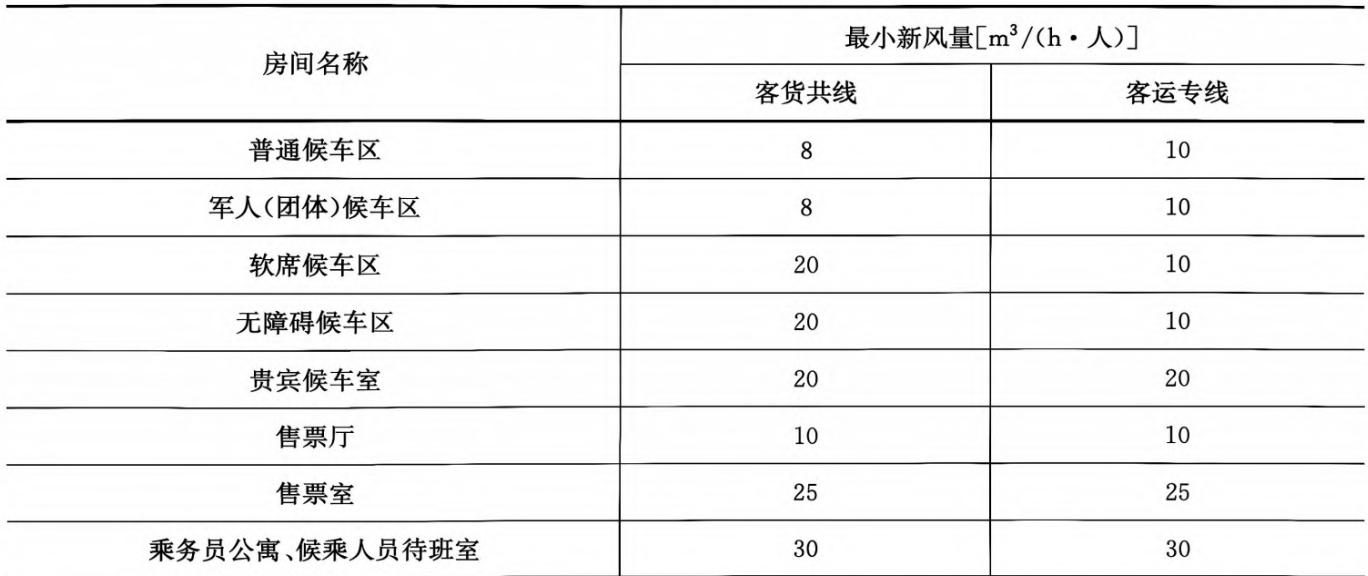 房间名称 最小新风量[m³/(h·人)]
客货共线 客运专线
普通候车区 8 10
军人(团体)候车区 8 10
软席候车区 20 10
无障碍候车区 20 10
贵宾候车室 20 20
售票厅 10 10
售票室 25 25
乘务员公寓、候乘人员待班室 30 30